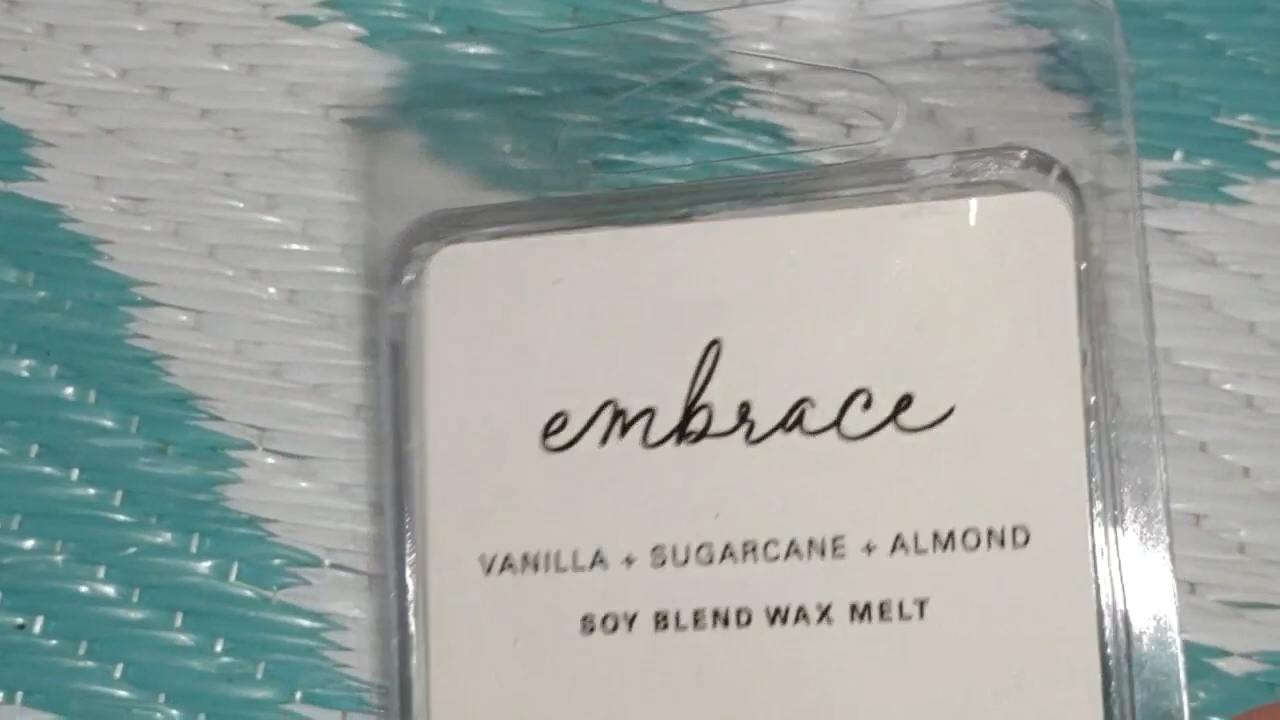 embrace
VANILLA + SUGARCANE + ALMOND
SOY BLEND WAX MELT